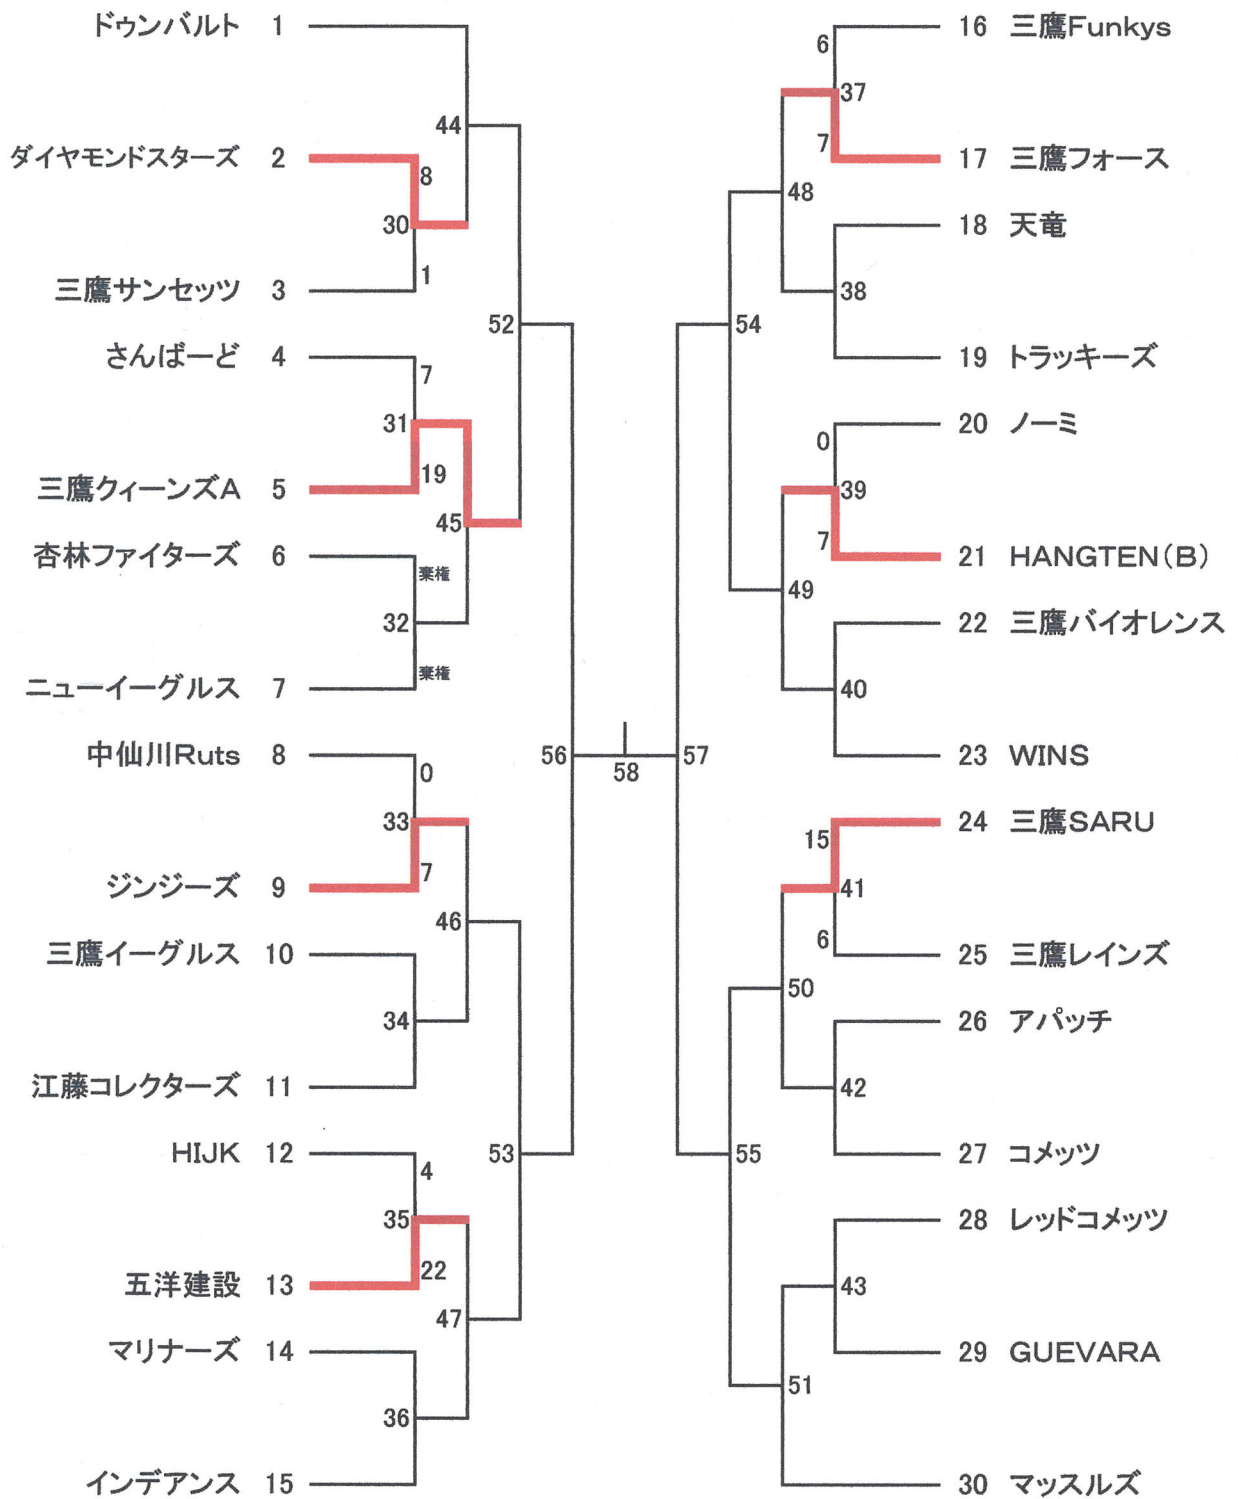 ドゥンバルト 1
ダイヤモンドスターズ 2
三鷹サンセッツ 3
さんばーど 4
三鷹クィーンズA 5
杏林ファイターズ 6
ニューイーグルス 7
中仙川Ruts 8
ジンジーズ 9
三鷹イーグルス 10
江藤コレクターズ 11
HIJK 12
五洋建設 13
マリナーズ 14
インデアンス 15
8
30
1
7
31
19
棄権
32
棄権
0
33
7
34
4
35
22
36
44
45
46
47
52
53
56
58
57
54
55
48
49
50
51
6
37
7
38
0
39
7
40
15
41
6
42
43
16 三鷹Funkys
17 三鷹フォース
18 天竜
19 トラッキーズ
20 ノーミ
21 HANGTEN(B)
22 三鷹バイオレンス
23 WINS
24 三鷹SARU
25 三鷹レインズ
26 アパッチ
27 コメッツ
28 レッドコメッツ
29 GUEVARA
30 マッスルズ